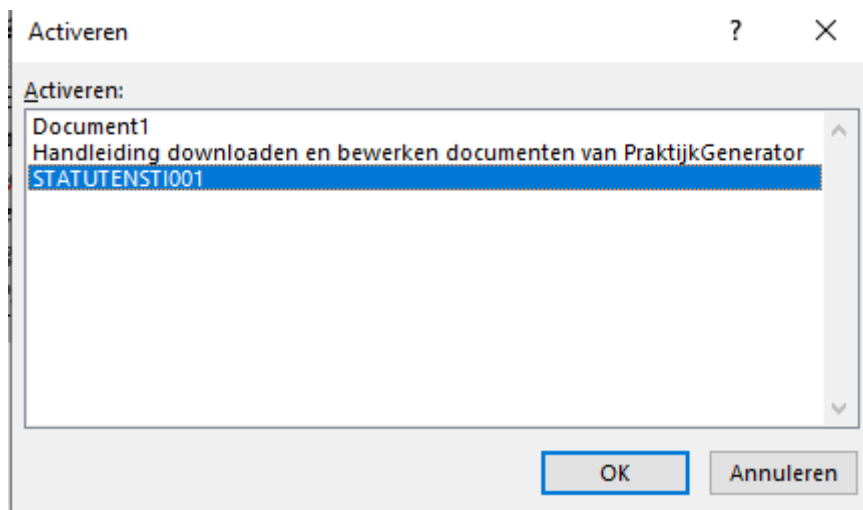 Activeren
?
Activeren:
Document1
Handleiding downloaden en bewerken documenten van PraktijkGenerator
STATUTENSTI001
OK
Annuleren